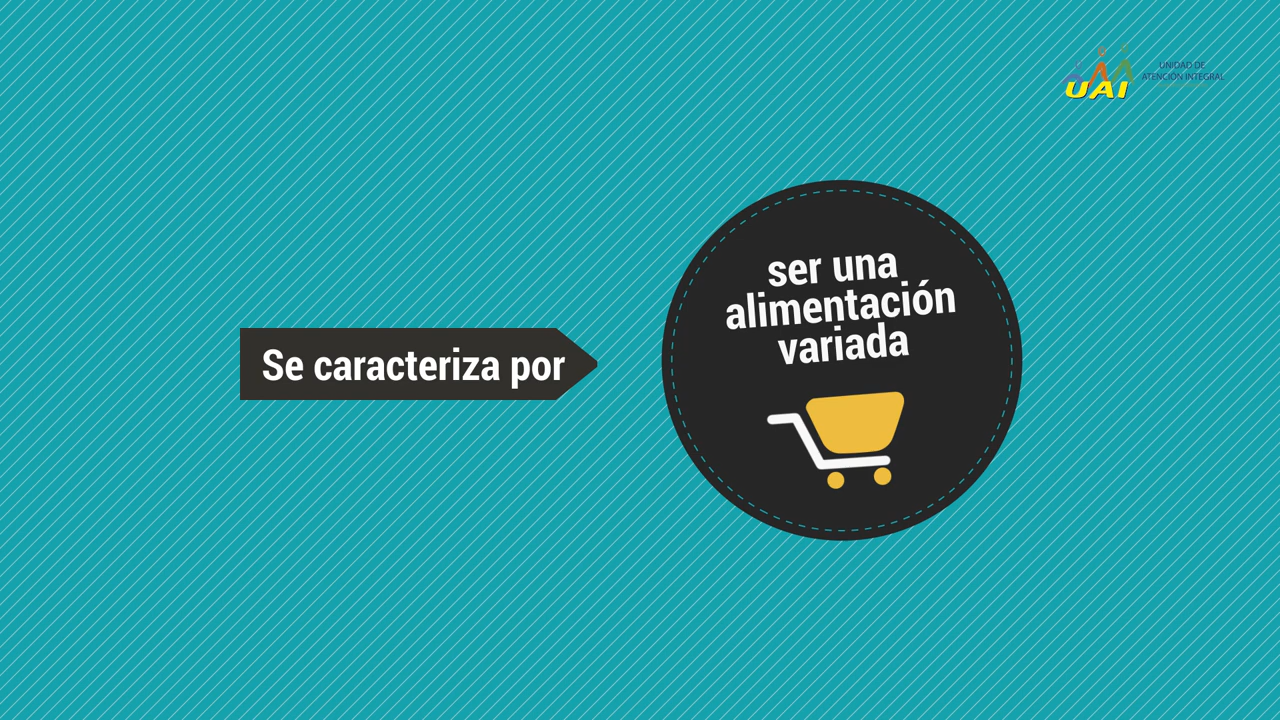 UNIDAD DE
ATENCIÓN INTEGRAL
UAI
Se caracteriza por
ser una
alimentación
variada